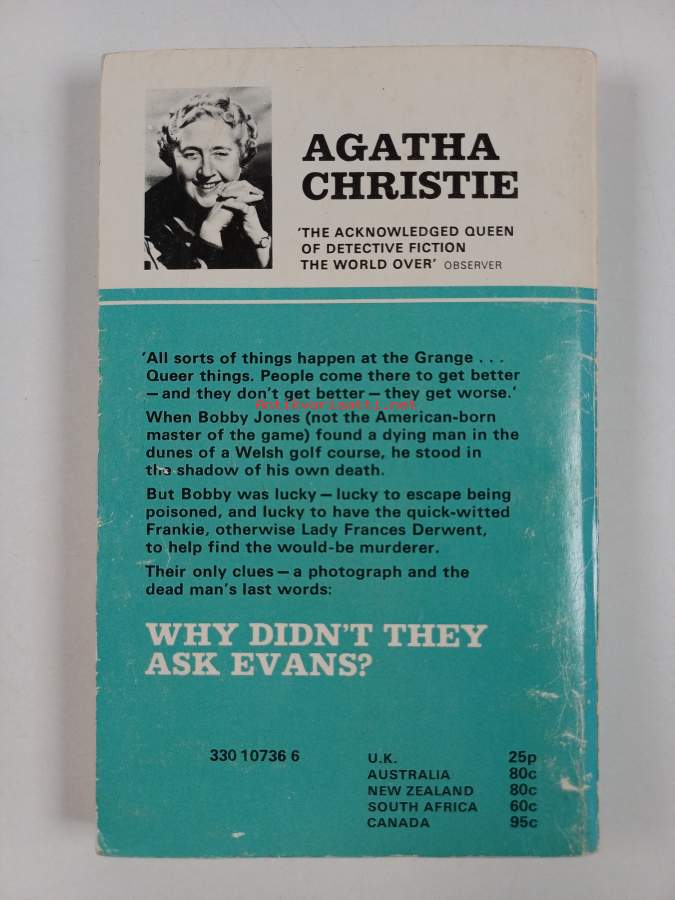 AGATHA
CHRISTIE
'THE ACKNOWLEDGED QUEEN
OF DETECTIVE FICTION
THE WORLD OVER' OBSERVER
'All sorts of things happen at the Grange . . .
Queer things. People come there to get better
—and they don't get better—they get worse.'
Antikvariaatti.net
When Bobby Jones (not the American-born
master of the game) found a dying man in the
dunes of a Welsh golf course, he stood in
the shadow of his own death.
But Bobby was lucky—lucky to escape being
poisoned, and lucky to have the quick-witted
Frankie, otherwise Lady Frances Derwent,
to help find the would-be murderer.
Their only clues—a photograph and the
dead man's last words:
WHY DIDN'T THEY
ASK EVANS?
330 10736 6
U.K. 25p
AUSTRALIA 80c
NEW ZEALAND 80c
SOUTH AFRICA 60c
CANADA 95c